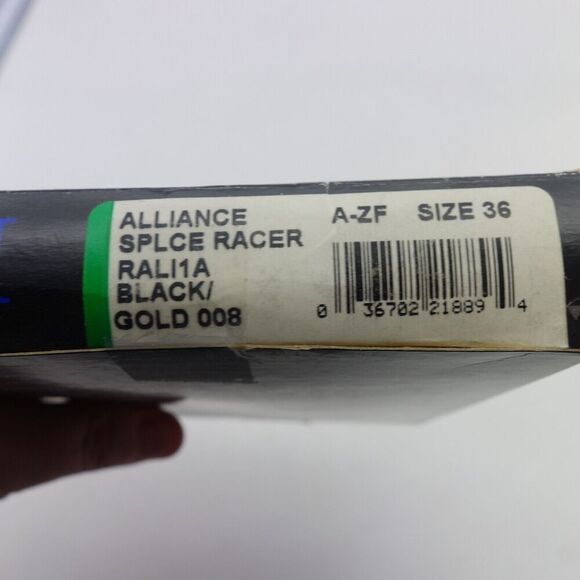 ALLIANCE A-ZF SIZE 36
SPLCE RACER
RALI1A
BLACK/
GOLD 008
0 36702 21889 4